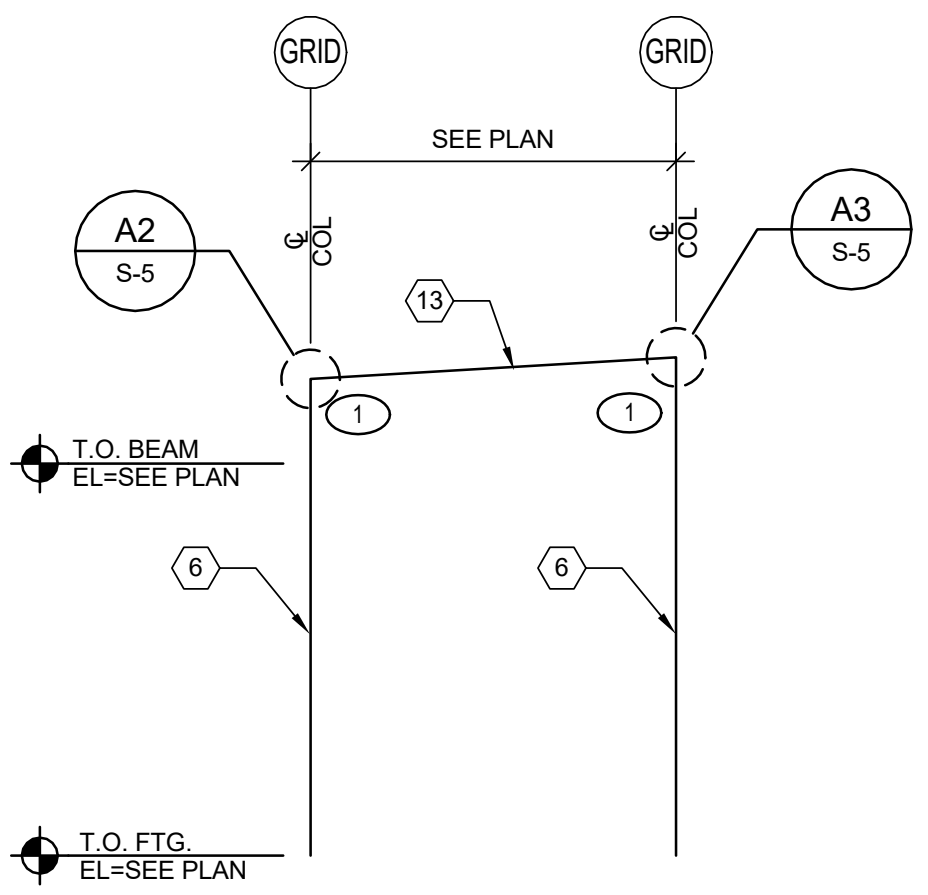 GRID
GRID
SEE PLAN
A2
S-5
℄
COL
℄
COL
A3
S-5
13
1
1
T.O. BEAM
EL=SEE PLAN
6
6
T.O. FTG.
EL=SEE PLAN